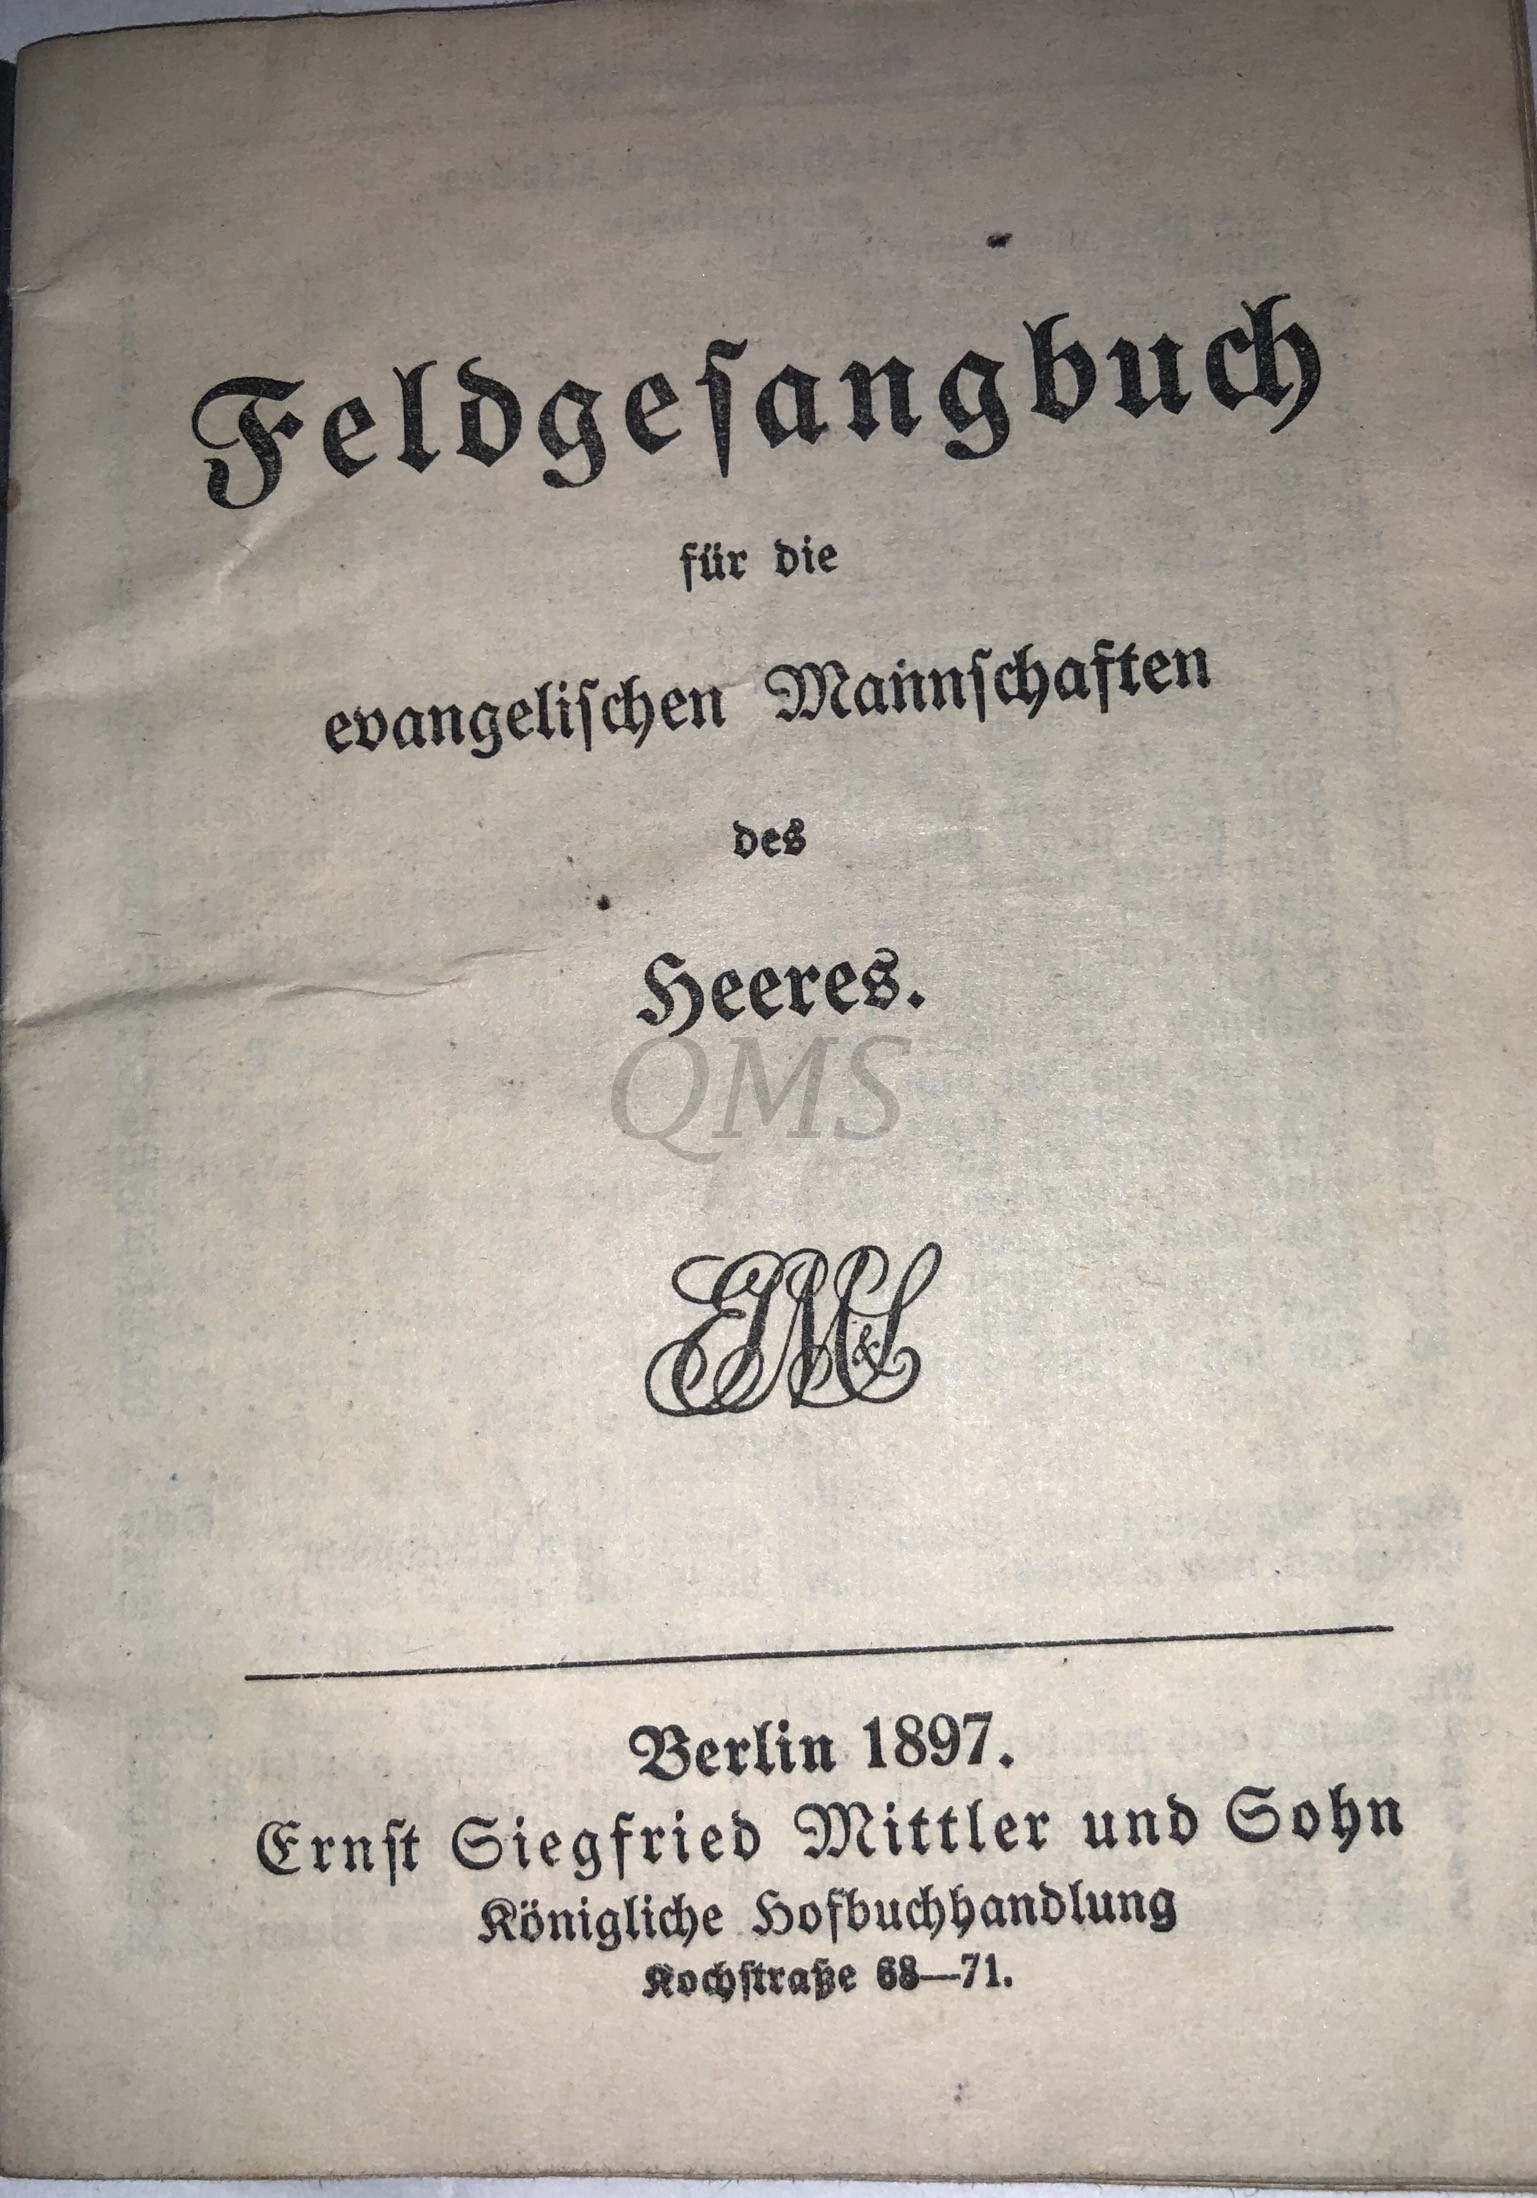 Feldgesangbuch
für die
evangelischen Mannschaften
des
Heeres.
QMS
ESM&S
Berlin 1897.
Ernst Siegfried Mittler und Sohn
Königliche Hofbuchhandlung
Kochstraße 68—71.